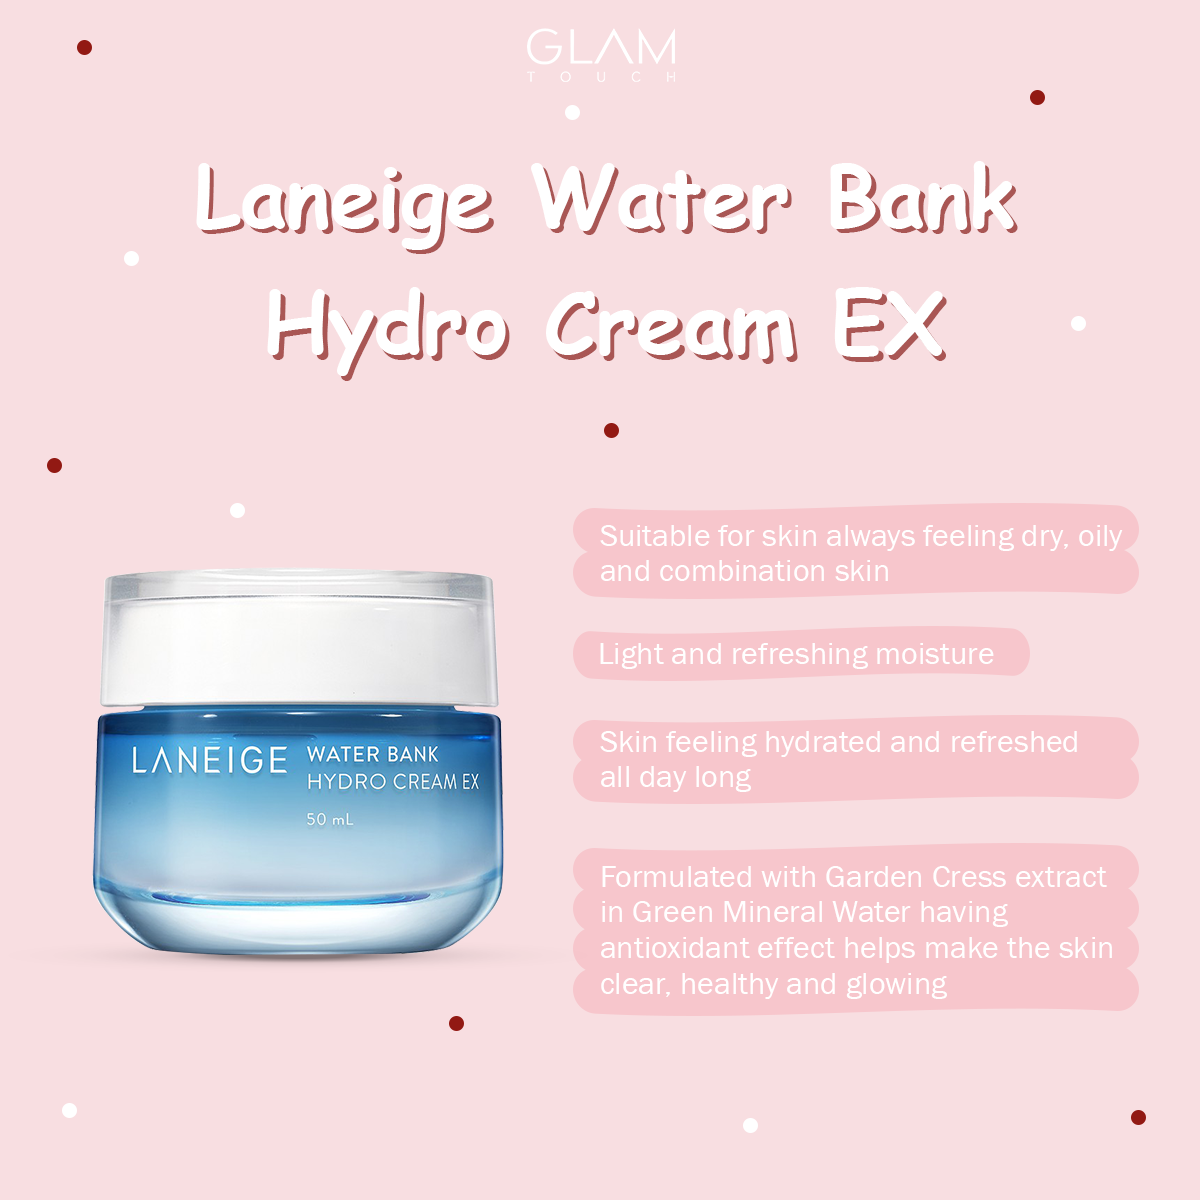 GLAM
TOUCH
Laneige Water Bank
Hydro Cream EX
Suitable for skin always feeling dry, oily
and combination skin
Light and refreshing moisture
Skin feeling hydrated and refreshed
all day long
Formulated with Garden Cress extract
in Green Mineral Water having
antioxidant effect helps make the skin
clear, healthy and glowing
LANEIGE WATER BANK
HYDRO CREAM EX
50 mL